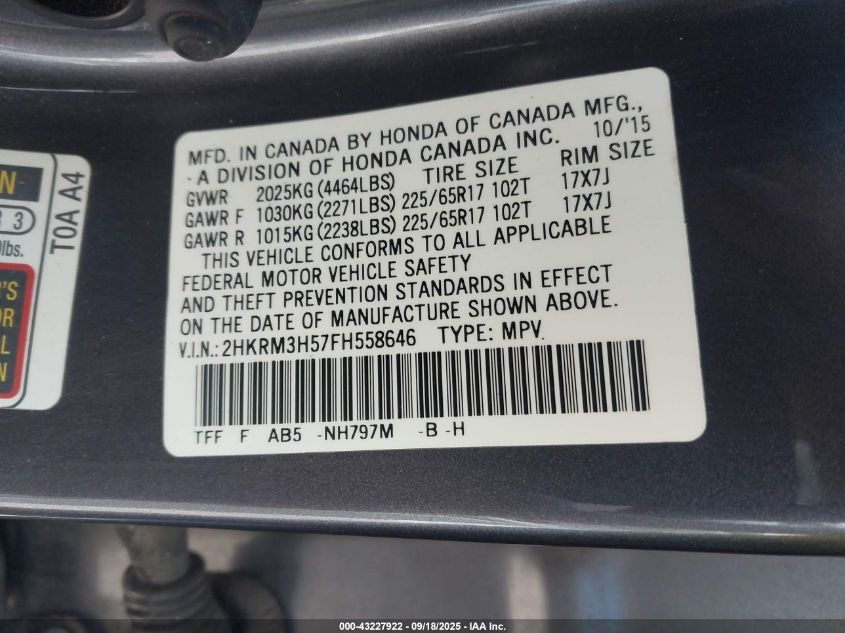 MFD. IN CANADA BY HONDA OF CANADA MFG.,
A DIVISION OF HONDA CANADA INC. 10/'15
GVWR 2025KG (4464LBS) TIRE SIZE RIM SIZE
GAWR F 1030KG (2271LBS) 225/65R17 102T 17X7J
GAWR R 1015KG (2238LBS) 225/65R17 102T 17X7J
THIS VEHICLE CONFORMS TO ALL APPLICABLE
FEDERAL MOTOR VEHICLE SAFETY
AND THEFT PREVENTION STANDARDS IN EFFECT
ON THE DATE OF MANUFACTURE SHOWN ABOVE.
V.I.N.: 2HKRM3H57FH558646 TYPE: MPV
TFF F AB5 -NH797M -B -H
T0A A4
3
lbs.
000-43227922 - 09/18/2025 - IAA Inc.